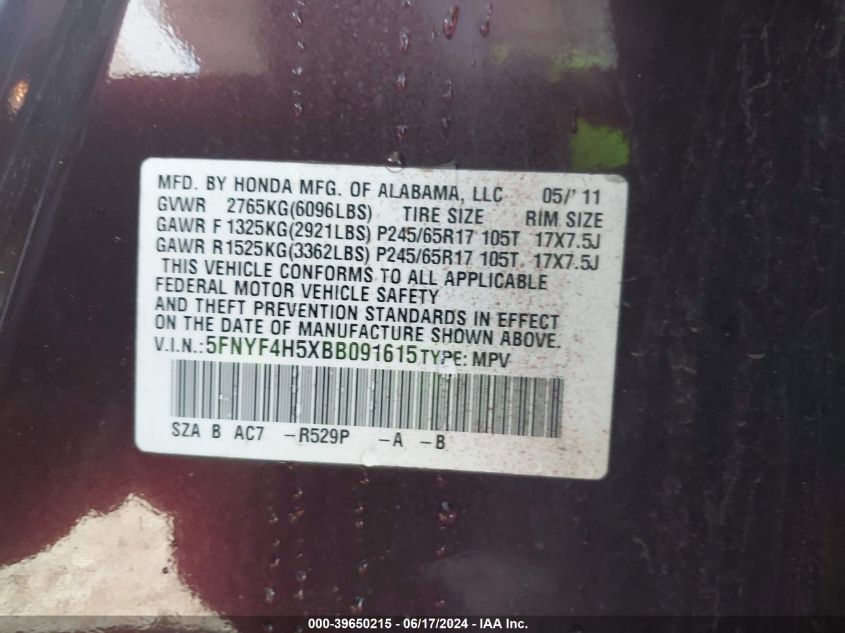 MFD. BY HONDA MFG. OF ALABAMA, LLC 05/' 11
GVWR 2765KG(6096LBS) TIRE SIZE RIM SIZE
GAWR F 1325KG(2921LBS) P245/65R17 105T 17X7.5J
GAWR R1525KG(3362LBS) P245/65R17 105T 17X7.5J
THIS VEHICLE CONFORMS TO ALL APPLICABLE
FEDERAL MOTOR VEHICLE SAFETY
AND THEFT PREVENTION STANDARDS IN EFFECT
ON THE DATE OF MANUFACTURE SHOWN ABOVE.
V.I.N.:5FNYF4H5XBB091615TYPE: MPV
SZA B AC7 -R529P -A -B
000-39650215 - 06/17/2024 - IAA Inc.